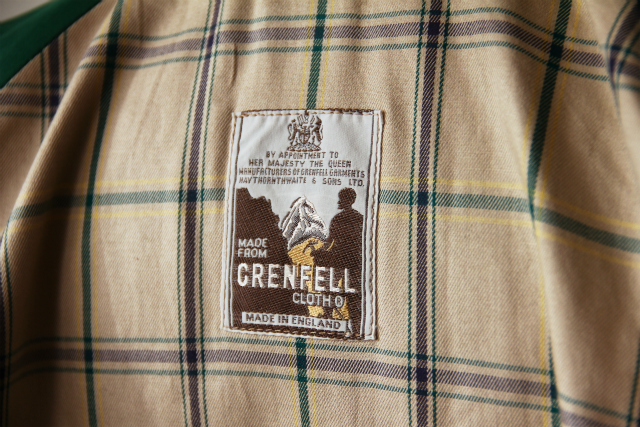 BY APPOINTMENT TO
HER MAJESTY THE QUEEN
MANUFACTURERS OF GRENFELL GARMENTS
HAYTHORNTHWAITE & SONS LTD.
MADE
FROM
GRENFELL
CLOTH
MADE IN ENGLAND